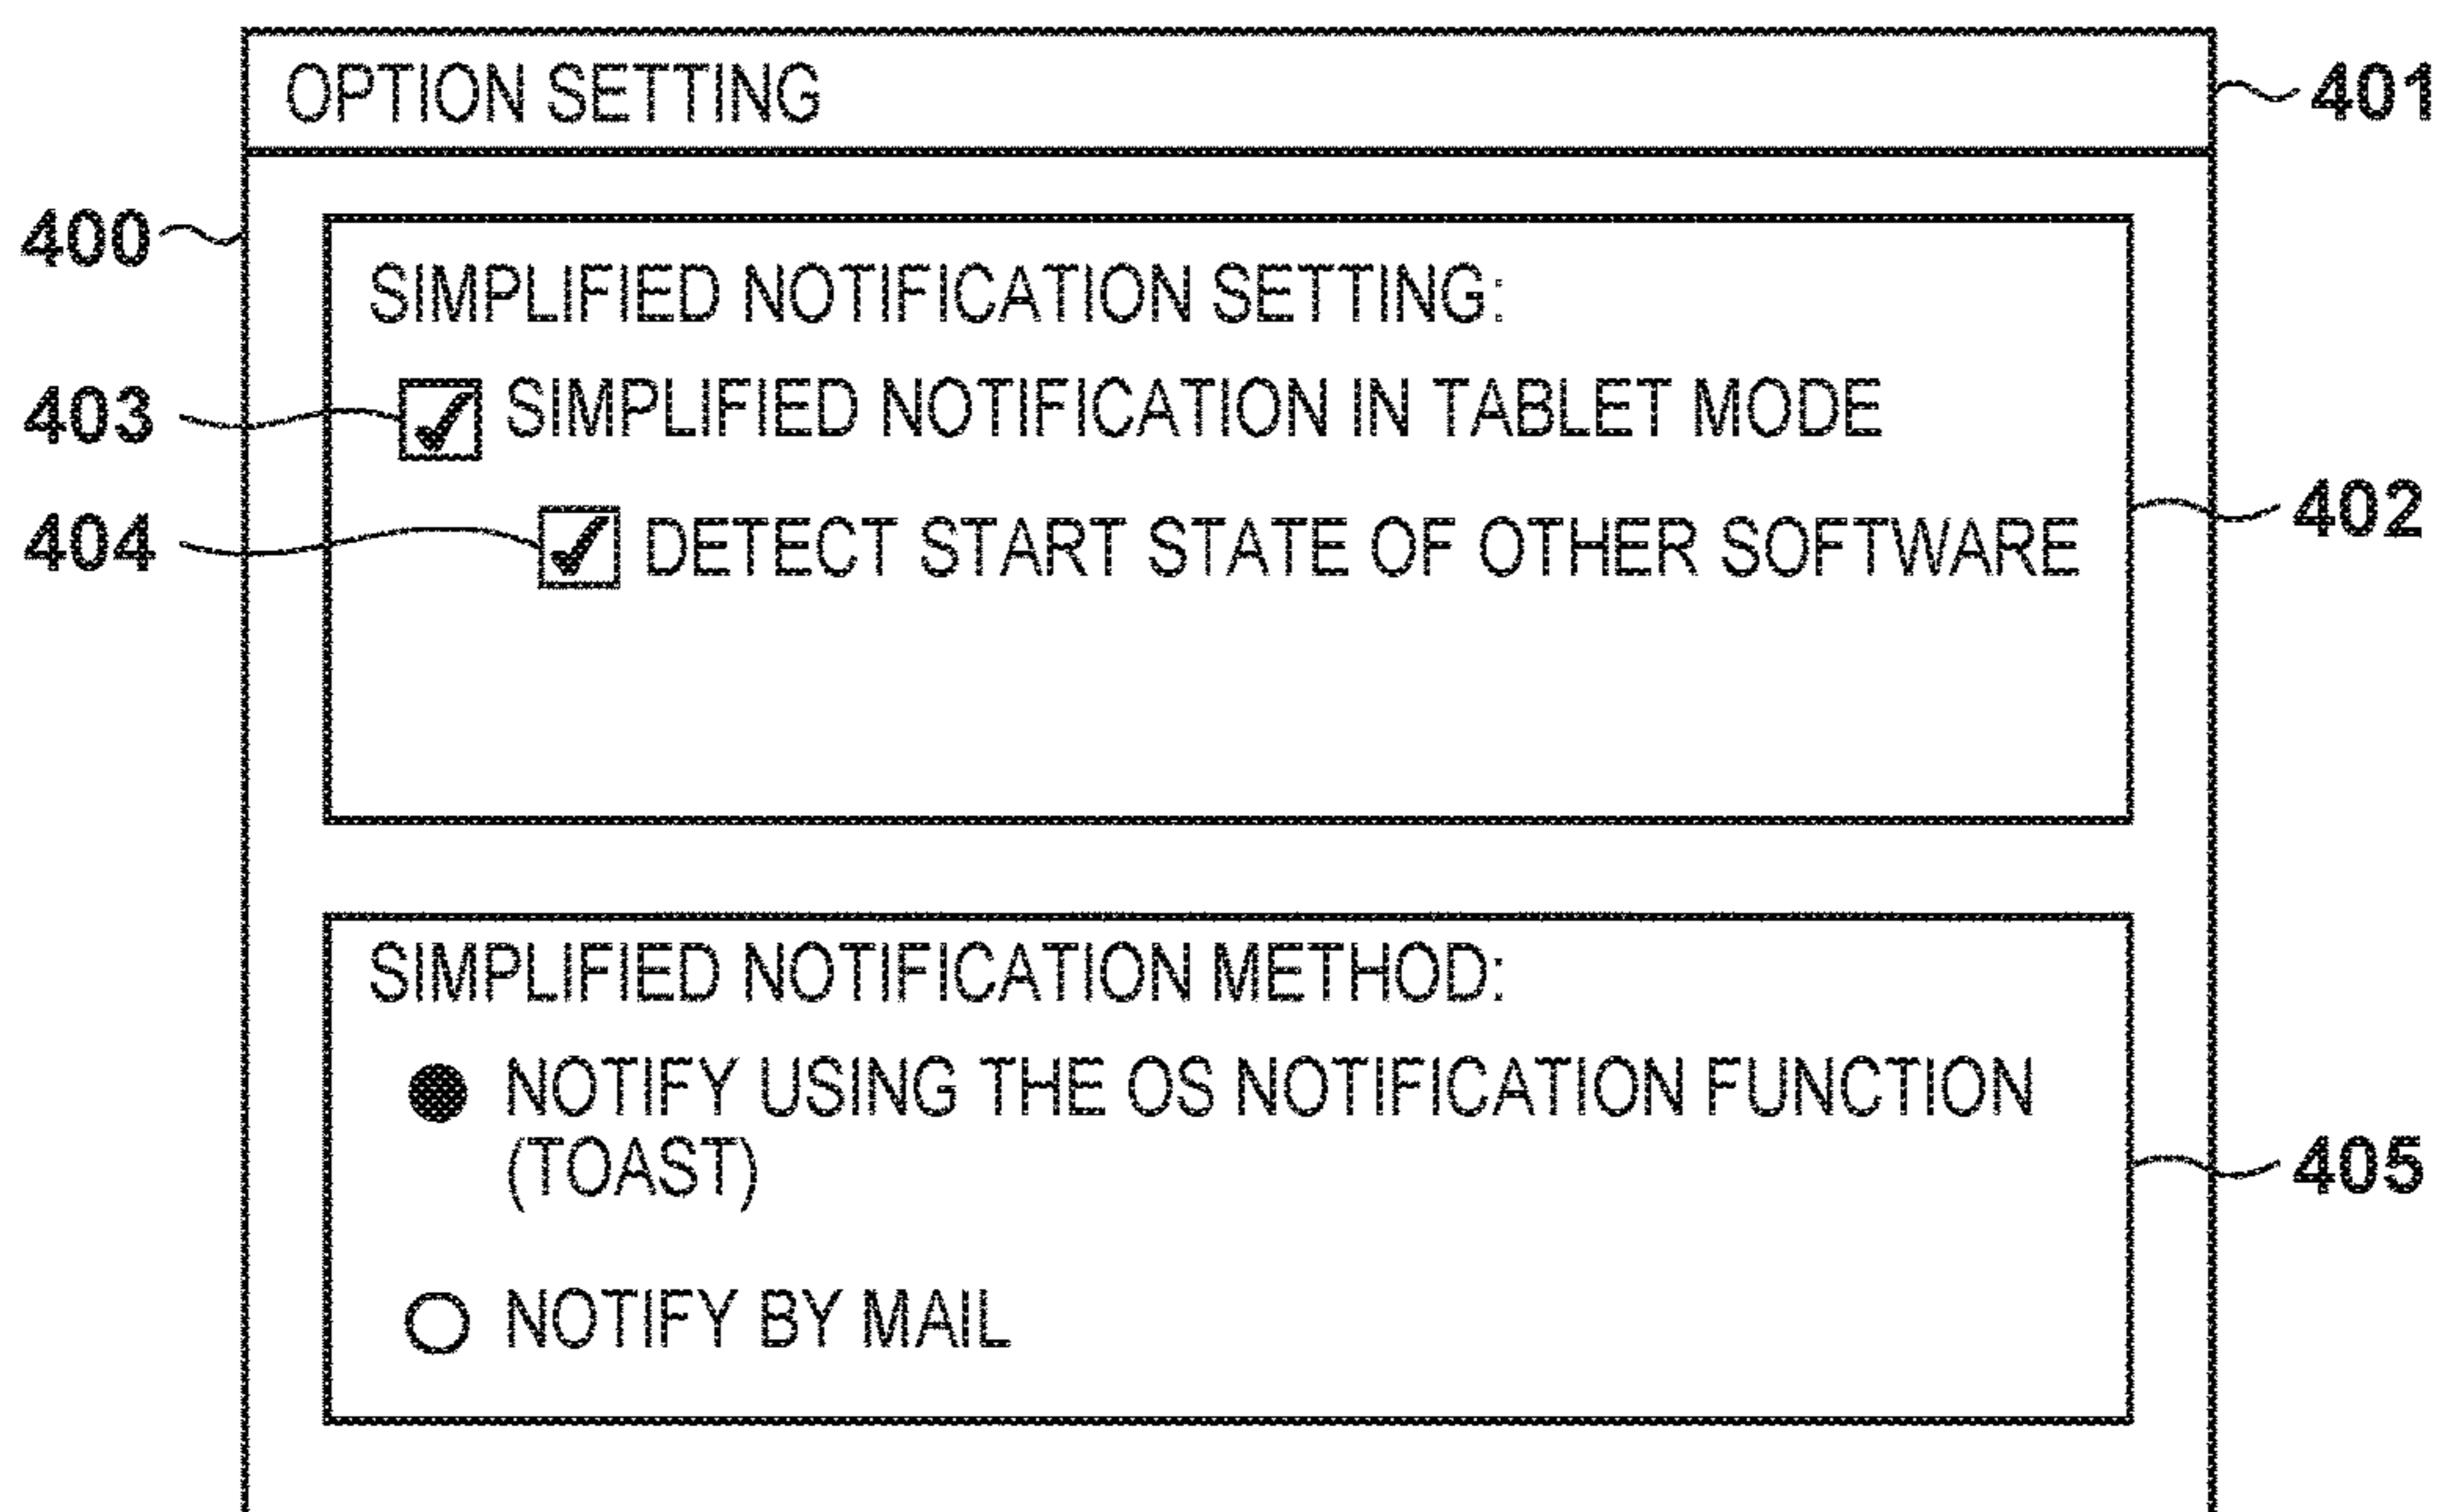 OPTION SETTING
401
400
SIMPLIFIED NOTIFICATION SETTING:
403
SIMPLIFIED NOTIFICATION IN TABLET MODE
402
404
DETECT START STATE OF OTHER SOFTWARE
SIMPLIFIED NOTIFICATION METHOD:
NOTIFY USING THE OS NOTIFICATION FUNCTION
(TOAST)
405
NOTIFY BY MAIL